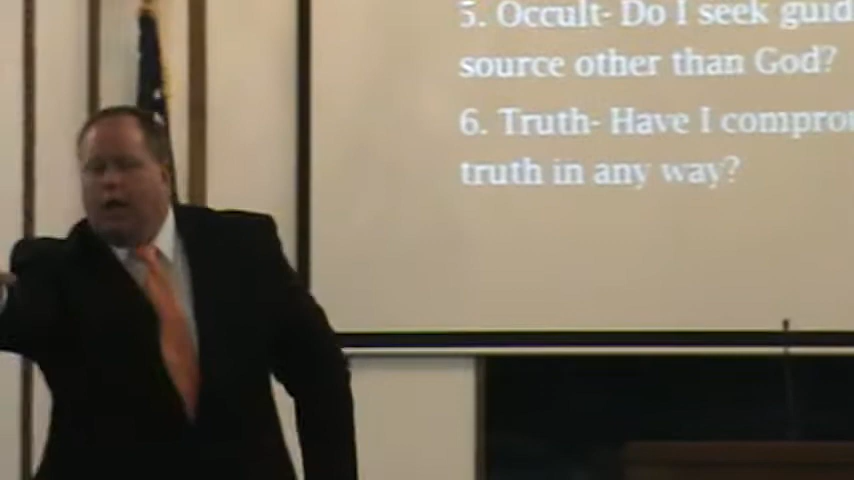 5. Occult- Do I seek
source other than God?
6. Truth- Have I
truth in any way?